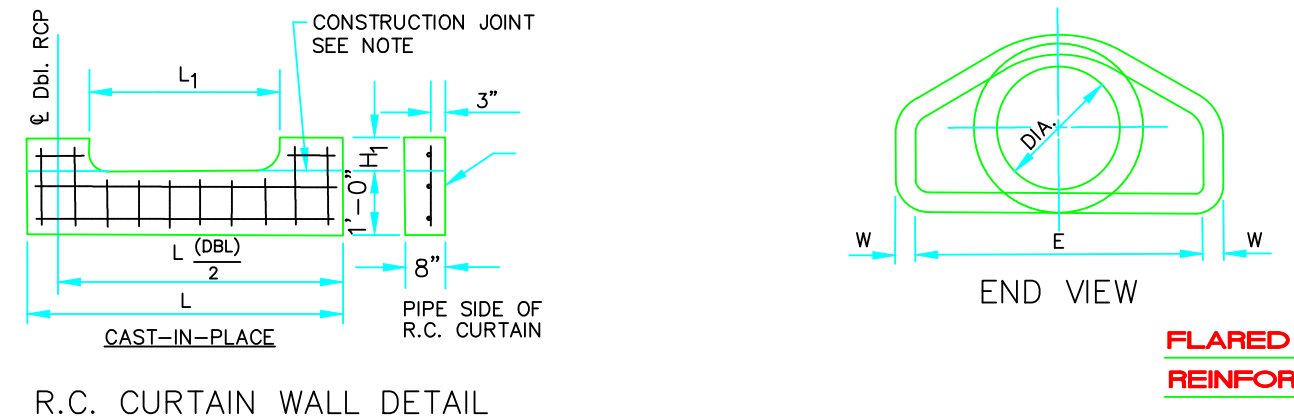 ℄ Dbl. RCP
CONSTRUCTION JOINT
SEE NOTE
L1
3"
H1
1'-0"
L (DBL)
2
8"
L
PIPE SIDE OF
R.C. CURTAIN
CAST-IN-PLACE
R.C. CURTAIN WALL DETAIL
DIA.
W
E
W
END VIEW
FLARED
REINFOR